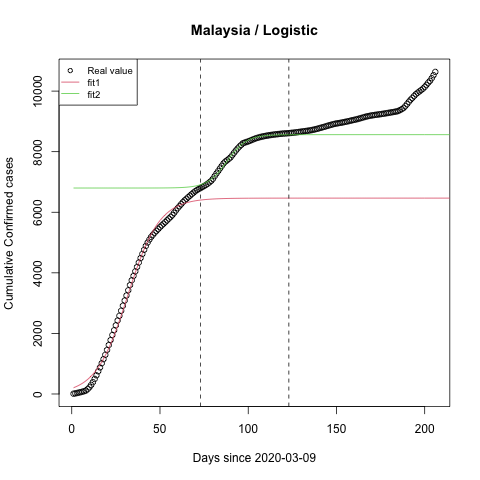 Malaysia / Logistic
Real value
fit1
fit2
Cumulative Confirmed cases
0
2000
4000
6000
8000
10000
0
50
100
150
200
Days since 2020-03-09